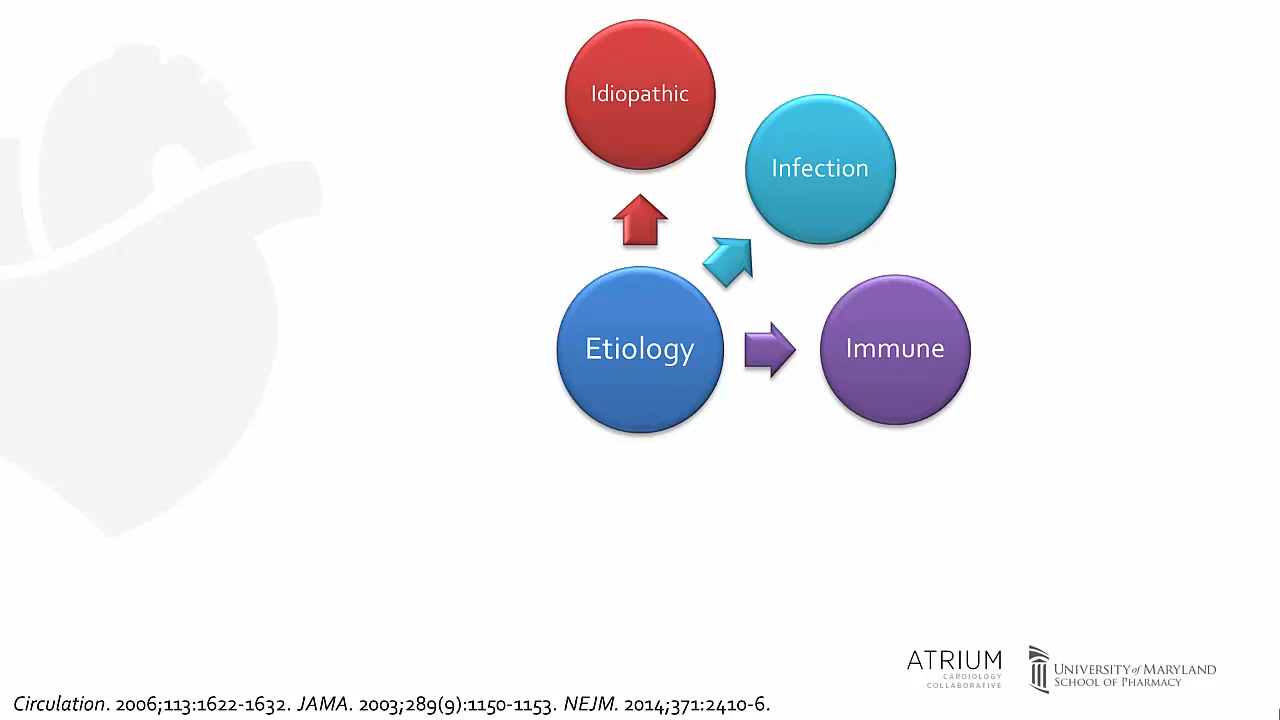 Idiopathic
Infection
Etiology
Immune
ATRIUM
CARDIOLOGY
COLLABORATIVE
UNIVERSITY of MARYLAND
SCHOOL OF PHARMACY
Circulation. 2006;113:1622-1632. JAMA. 2003;289(9):1150-1153. NEJM. 2014;371:2410-6.